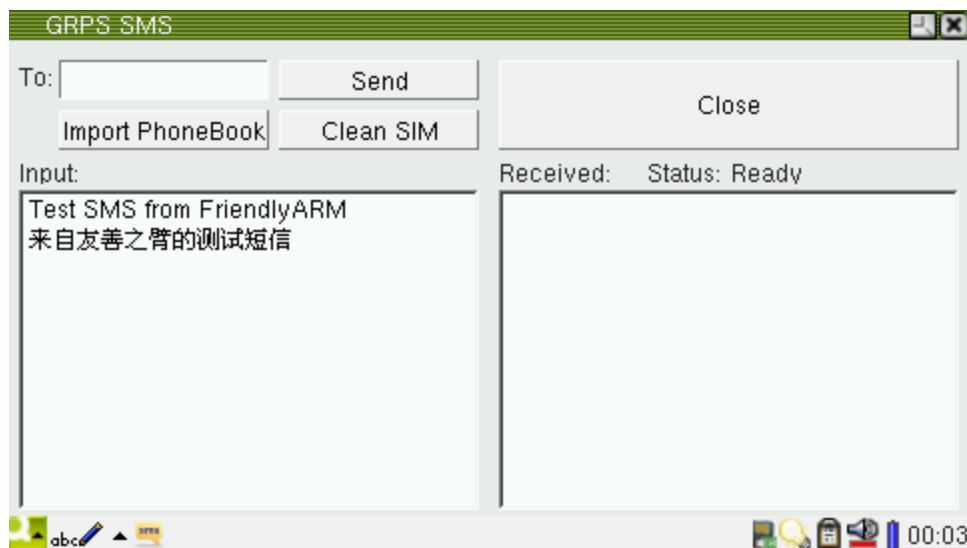 GRPS SMS
To:
Send
Close
Import PhoneBook
Clean SIM
Input:
Received:
Status: Ready
Test SMS from FriendlyARM
来自友善之臂的测试短信
abc
sms
00:03